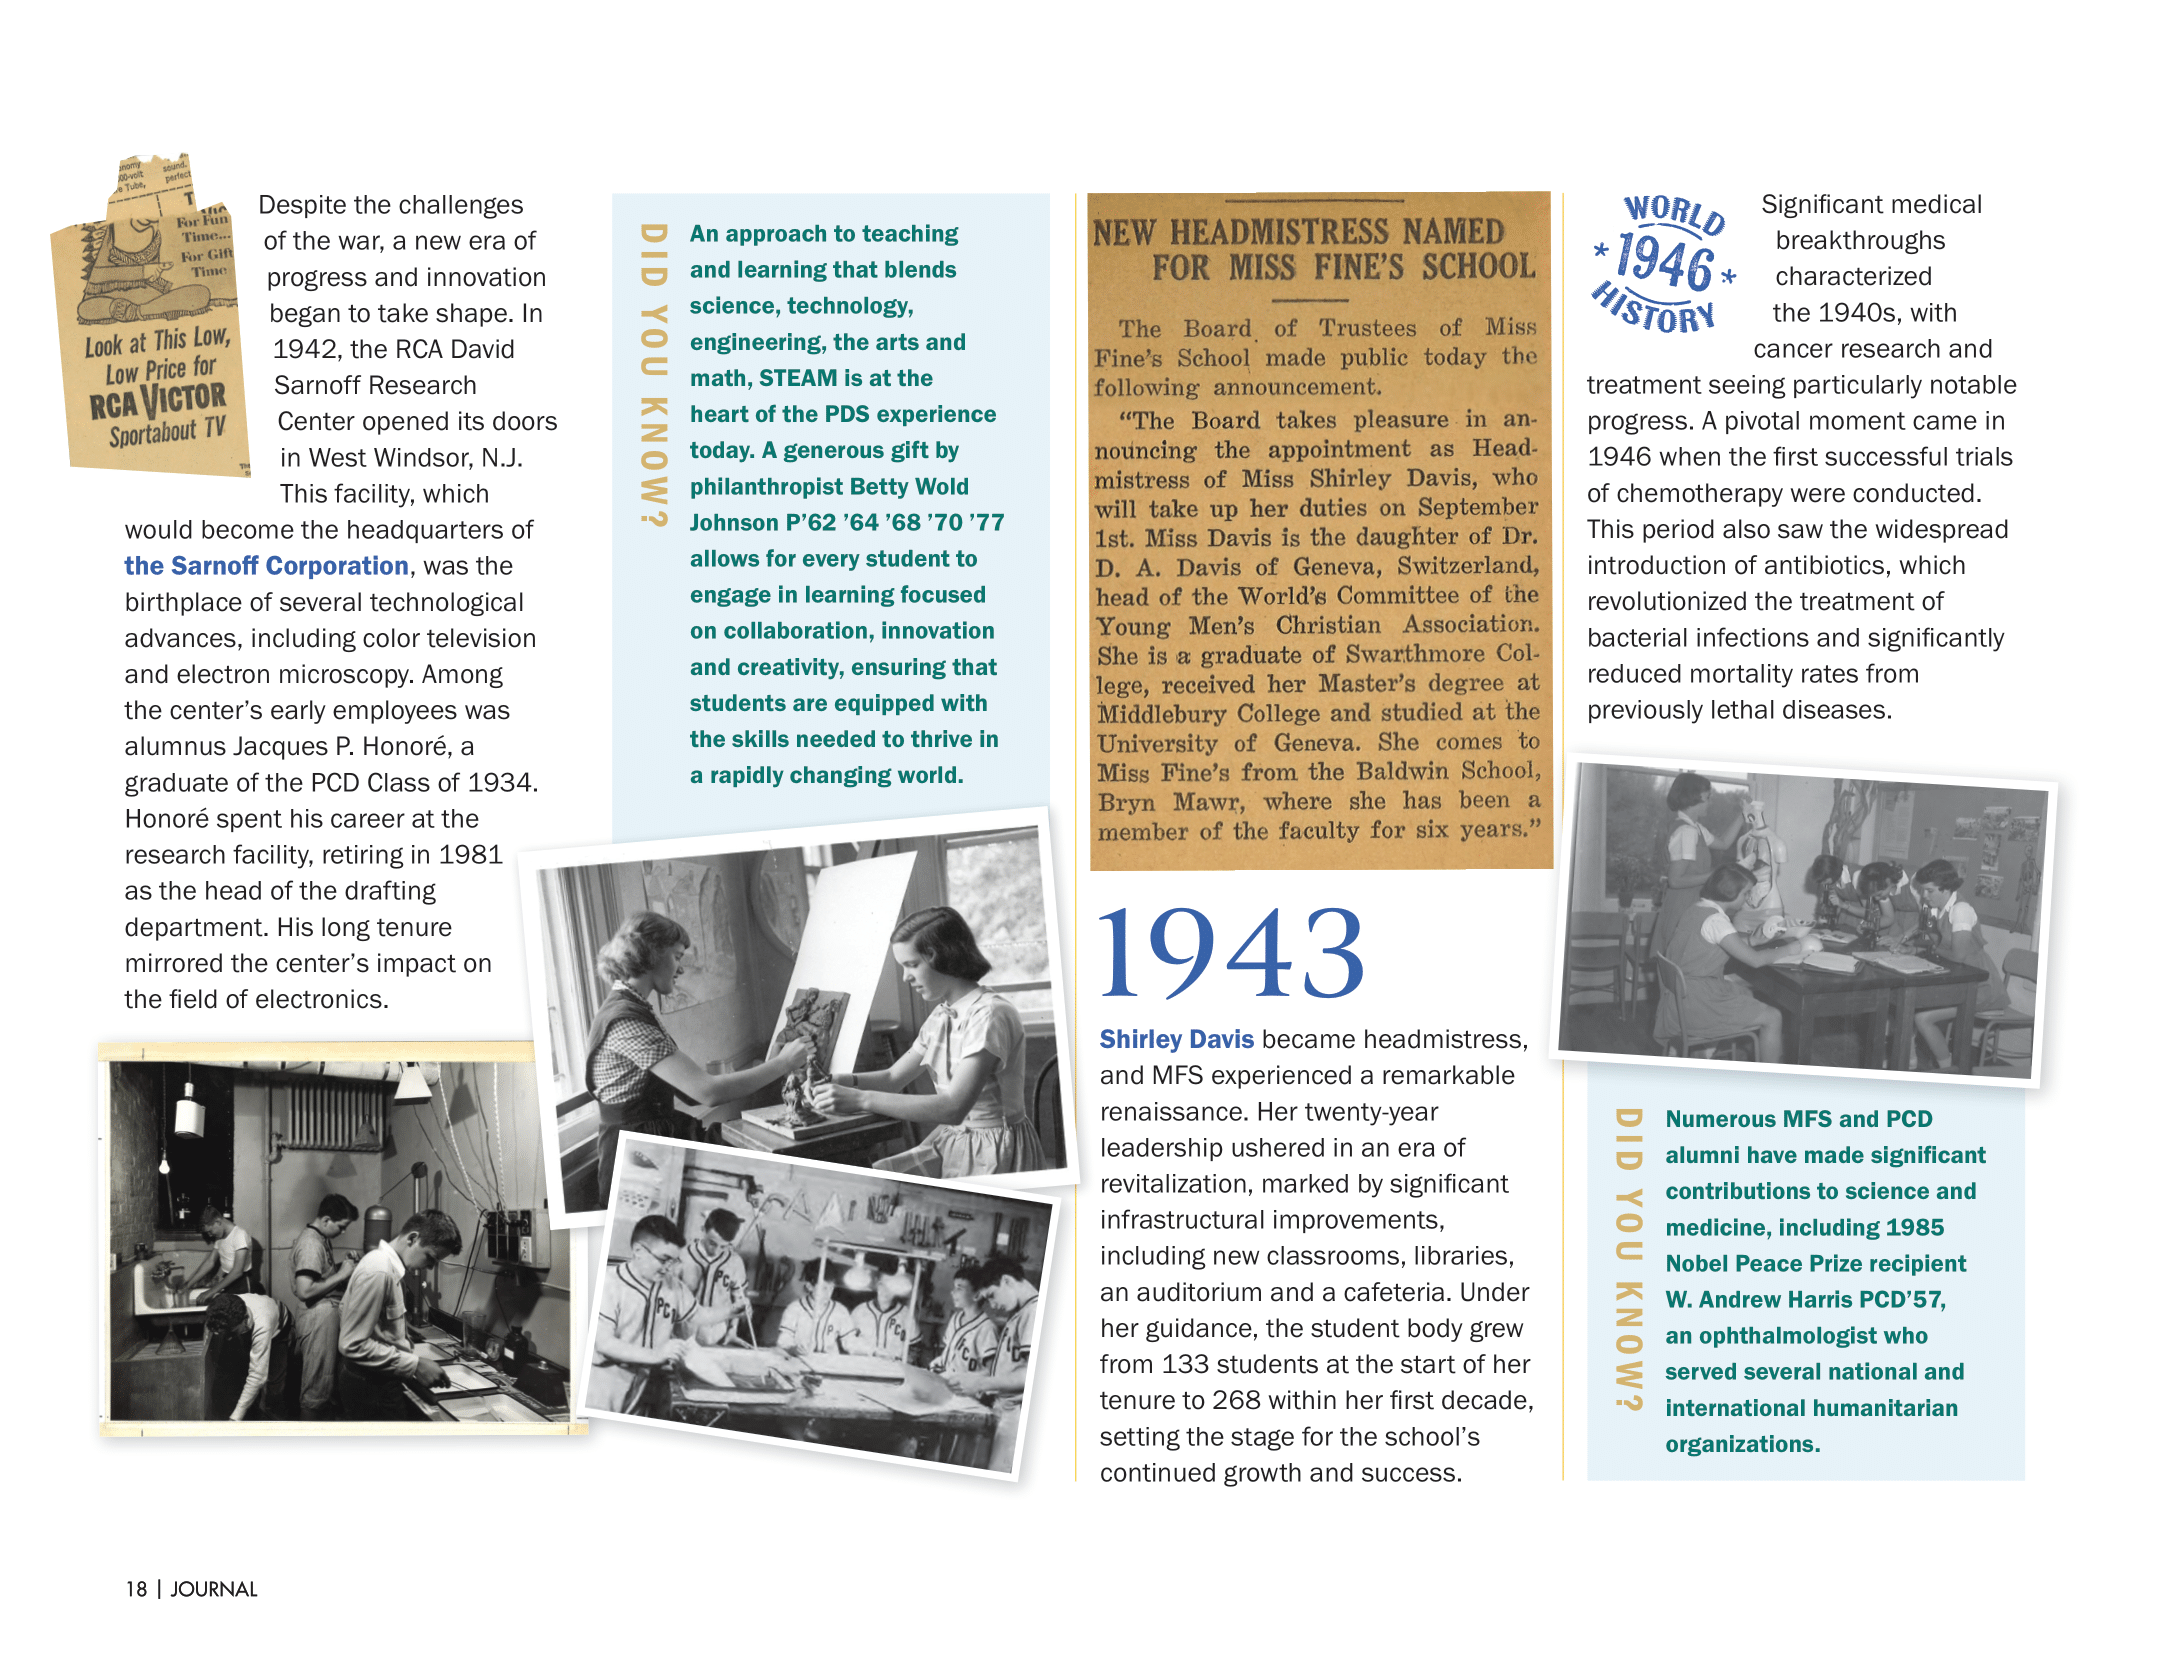 onomy
sound.
00-volt
perfect
e Tube,
For Fun
Time...
For Gift
Time
Look at This Low,
Low Price for
RCA VICTOR
Sportabout TV
Despite the challenges
of the war, a new era of
progress and innovation
began to take shape. In
1942, the RCA David
Sarnoff Research
Center opened its doors
in West Windsor, N.J.
This facility, which
would become the headquarters of
the Sarnoff Corporation, was the
birthplace of several technological
advances, including color television
and electron microscopy. Among
the center’s early employees was
alumnus Jacques P. Honoré, a
graduate of the PCD Class of 1934.
Honoré spent his career at the
research facility, retiring in 1981
as the head of the drafting
department. His long tenure
mirrored the center’s impact on
the field of electronics.
DID YOU KNOW?
An approach to teaching
and learning that blends
science, technology,
engineering, the arts and
math, STEAM is at the
heart of the PDS experience
today. A generous gift by
philanthropist Betty Wold
Johnson P’62 ’64 ’68 ’70 ’77
allows for every student to
engage in learning focused
on collaboration, innovation
and creativity, ensuring that
students are equipped with
the skills needed to thrive in
a rapidly changing world.
PCD
PCD
P
PCD
PCD
NEW HEADMISTRESS NAMED
FOR MISS FINE’S SCHOOL
The Board of Trustees of Miss
Fine’s School made public today the
following announcement.
“The Board takes pleasure in an-
nouncing the appointment as Head-
mistress of Miss Shirley Davis, who
will take up her duties on September
1st. Miss Davis is the daughter of Dr.
D. A. Davis of Geneva, Switzerland,
head of the World’s Committee of the
Young Men’s Christian Association.
She is a graduate of Swarthmore Col-
lege, received her Master’s degree at
Middlebury College and studied at the
University of Geneva. She comes to
Miss Fine’s from the Baldwin School,
Bryn Mawr, where she has been a
member of the faculty for six years.”
1943
Shirley Davis became headmistress,
and MFS experienced a remarkable
renaissance. Her twenty-year
leadership ushered in an era of
revitalization, marked by significant
infrastructural improvements,
including new classrooms, libraries,
an auditorium and a cafeteria. Under
her guidance, the student body grew
from 133 students at the start of her
tenure to 268 within her first decade,
setting the stage for the school’s
continued growth and success.
WORLD
*1946*
HISTORY
Significant medical
breakthroughs
characterized
the 1940s, with
cancer research and
treatment seeing particularly notable
progress. A pivotal moment came in
1946 when the first successful trials
of chemotherapy were conducted.
This period also saw the widespread
introduction of antibiotics, which
revolutionized the treatment of
bacterial infections and significantly
reduced mortality rates from
previously lethal diseases.
DID YOU KNOW?
Numerous MFS and PCD
alumni have made significant
contributions to science and
medicine, including 1985
Nobel Peace Prize recipient
W. Andrew Harris PCD’57,
an ophthalmologist who
served several national and
international humanitarian
organizations.
18 | JOURNAL